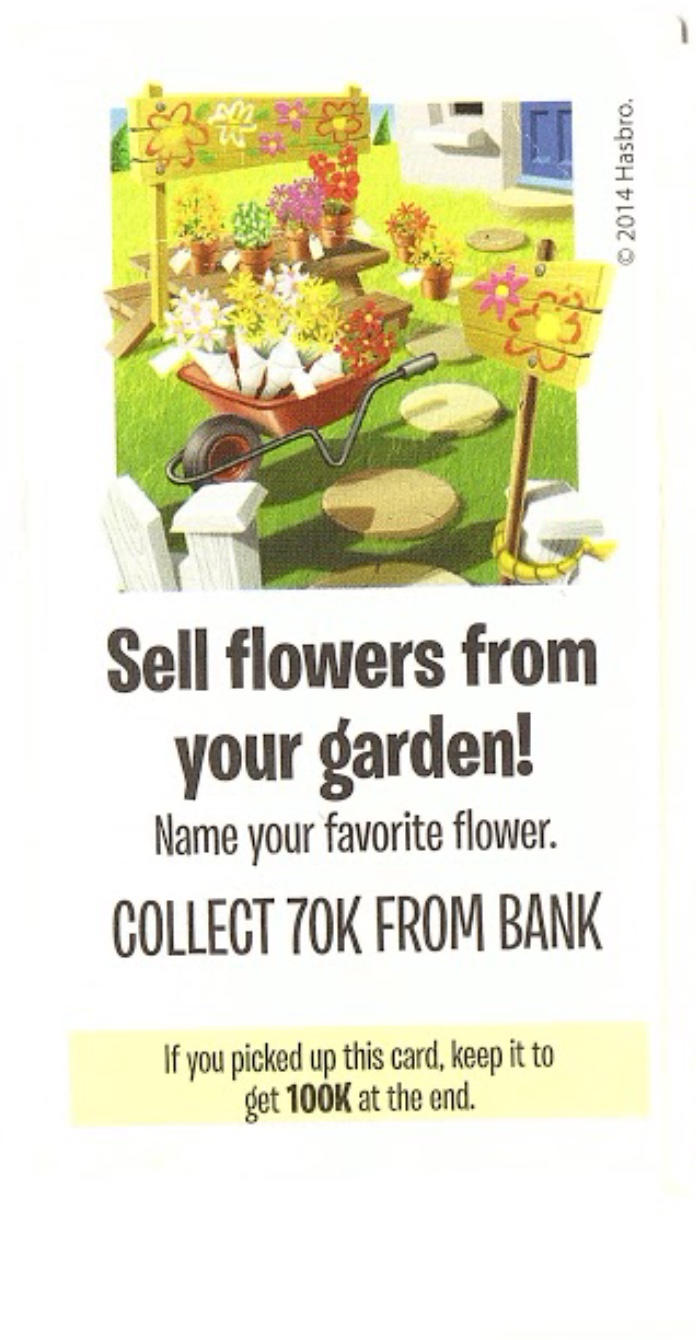 © 2014 Hasbro.
Sell flowers from
your garden!
Name your favorite flower.
COLLECT 70K FROM BANK
If you picked up this card, keep it to
get 100K at the end.